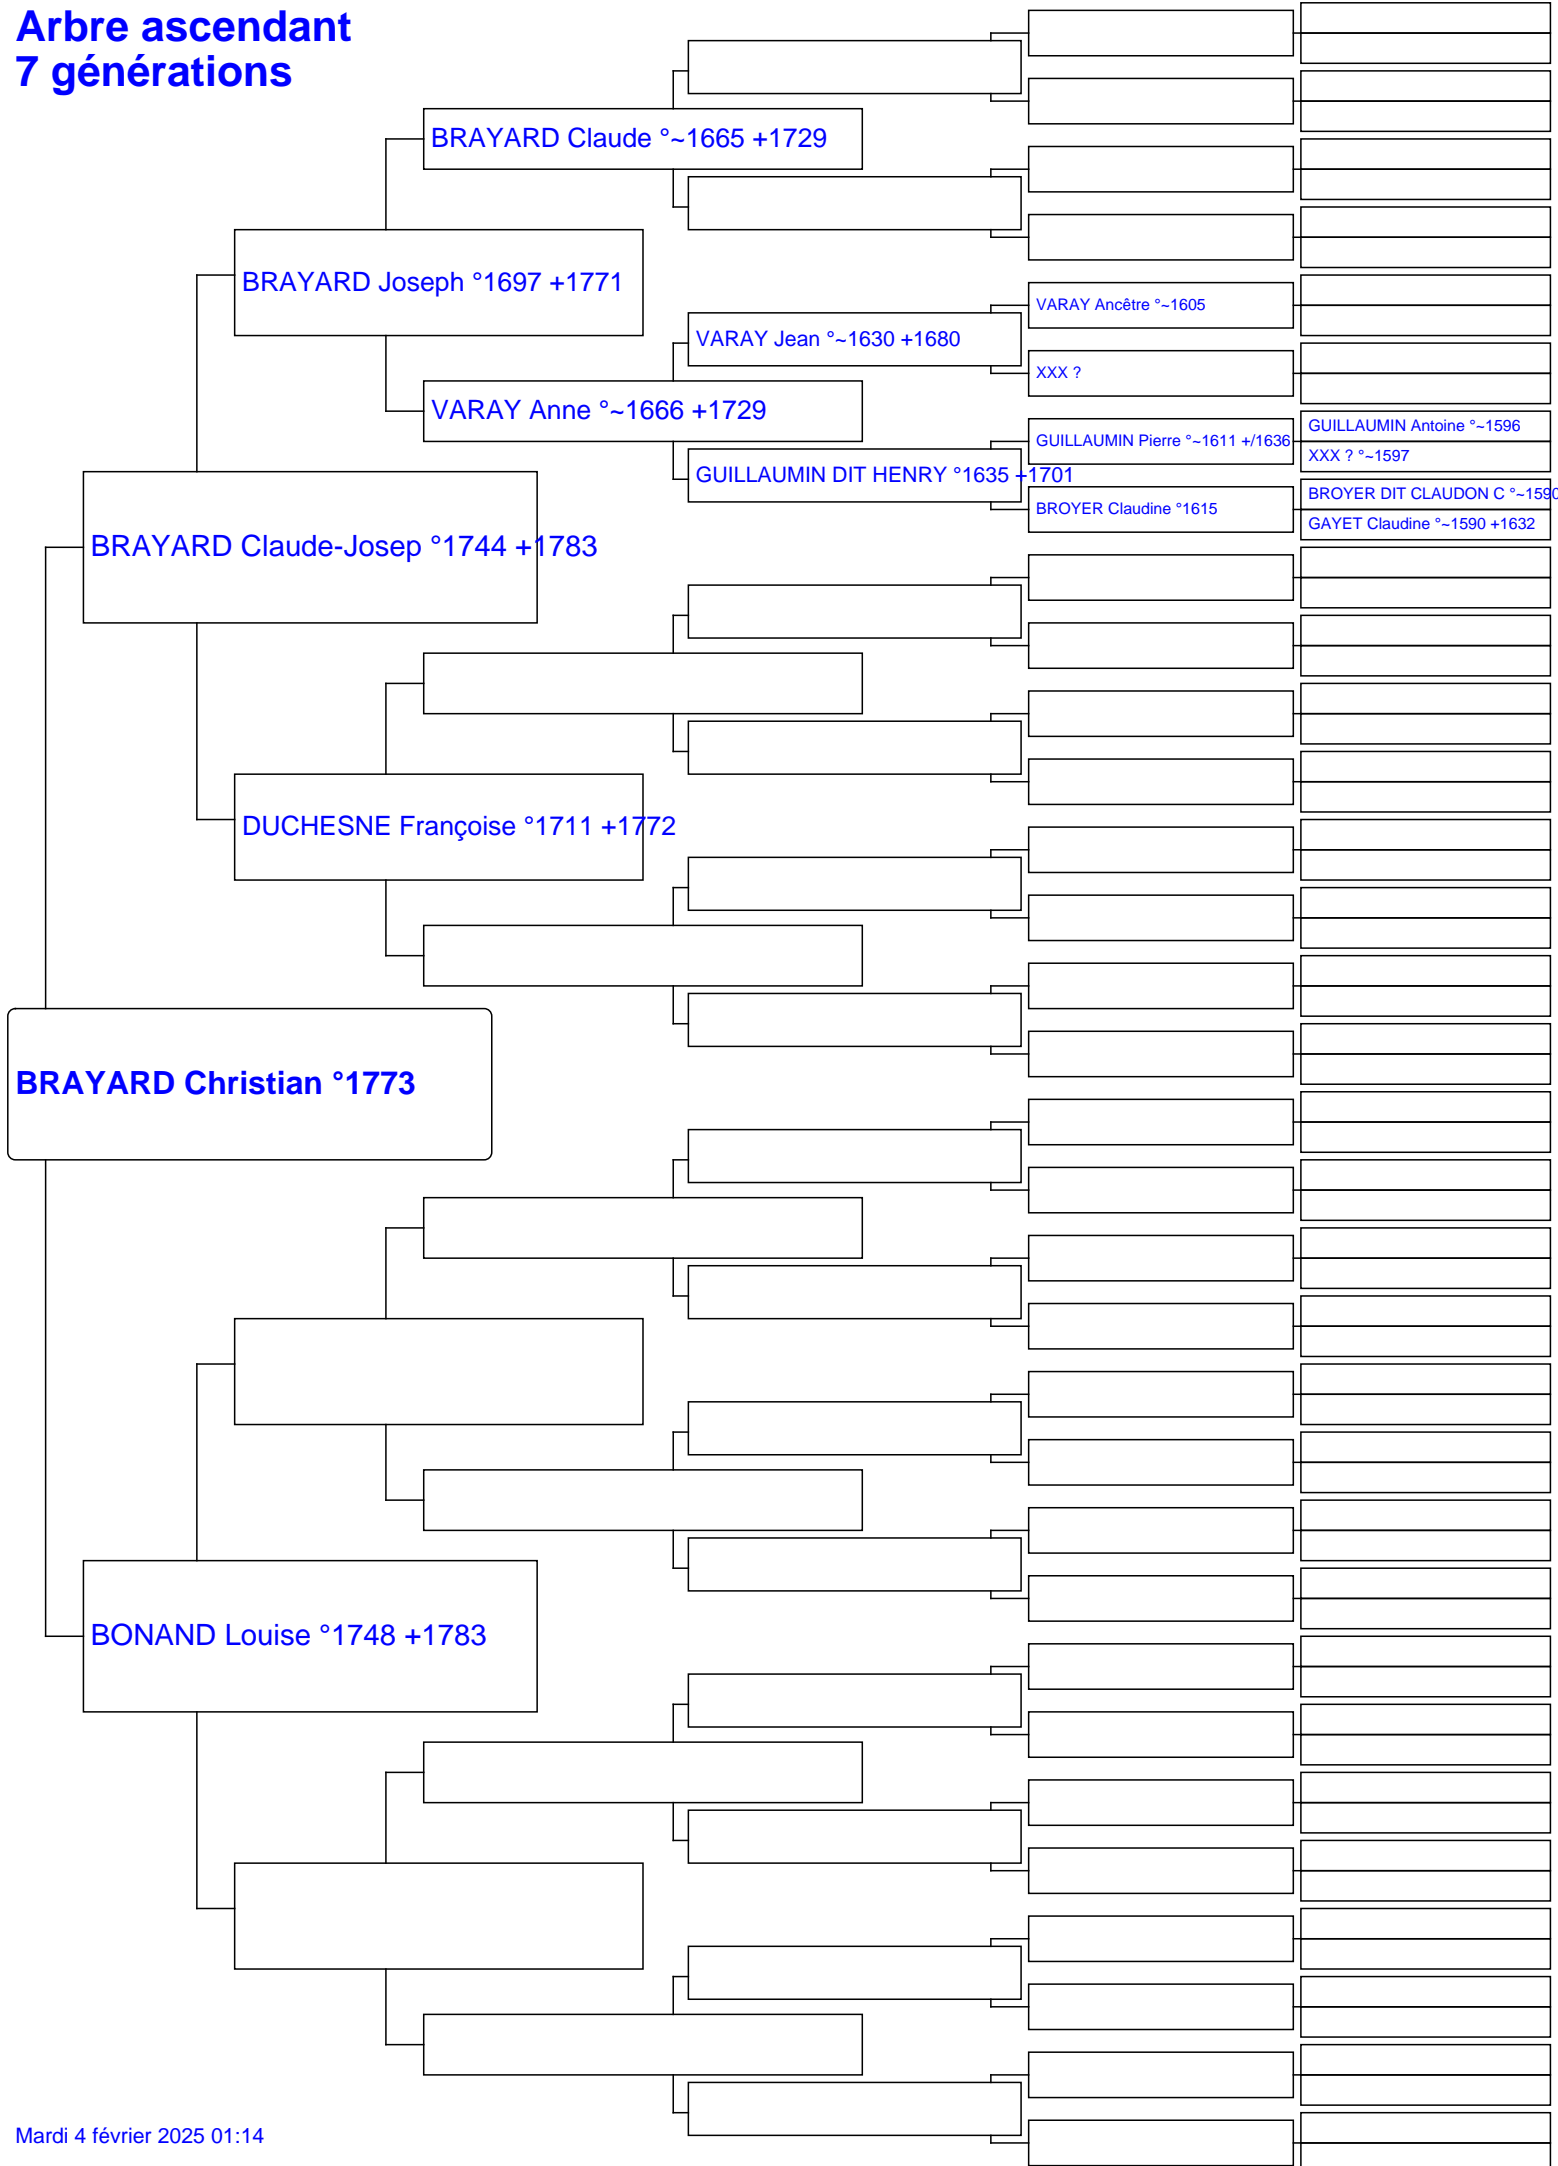 Arbre ascendant
7 générations
BRAYARD Claude °~1665 +1729
BRAYARD Joseph °1697 +1771
VARAY Ancêtre °~1605
VARAY Jean °~1630 +1680
XXX ?
VARAY Anne °~1666 +1729
GUILLAUMIN Antoine °~1596
GUILLAUMIN Pierre °~1611 +/1636
XXX ? °~1597
GUILLAUMIN DIT HENRY °1635 +1701
BROYER DIT CLAUDON C °~1590
BROYER Claudine °1615
GAYET Claudine °~1590 +1632
BRAYARD Claude-Josep °1744 +1783
DUCHESNE Françoise °1711 +1772
BRAYARD Christian °1773
BONAND Louise °1748 +1783
Mardi 4 février 2025 01:14